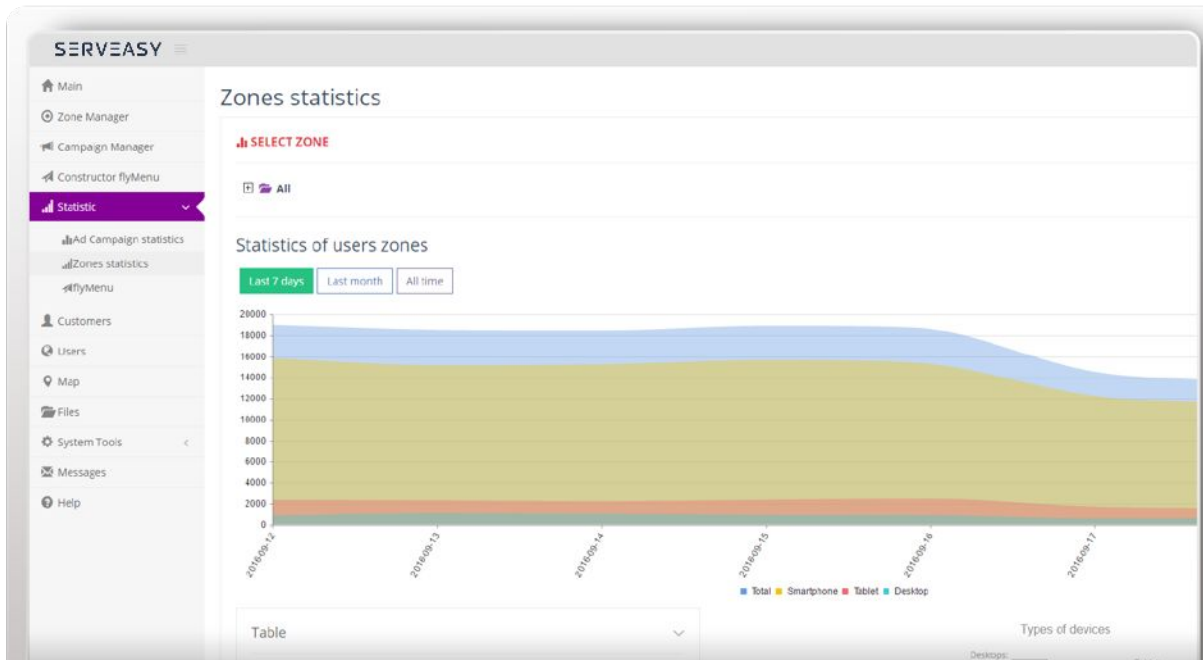 SERVEASY
Main
Zone Manager
Campaign Manager
Constructor flyMenu
Statistic
Ad Campaign statistics
Zones statistics
flyMenu
Customers
Users
Map
Files
System Tools
Messages
Help
Zones statistics
SELECT ZONE
All
Statistics of users zones
Last 7 days Last month All time
20000
18000
16000
14000
12000
10000
8000
6000
4000
2000
0
2016-09-12 2016-09-13 2016-09-14 2016-09-15 2016-09-16 2016-09-17
Total Smartphone Tablet Desktop
Table
Types of devices
Desktops: